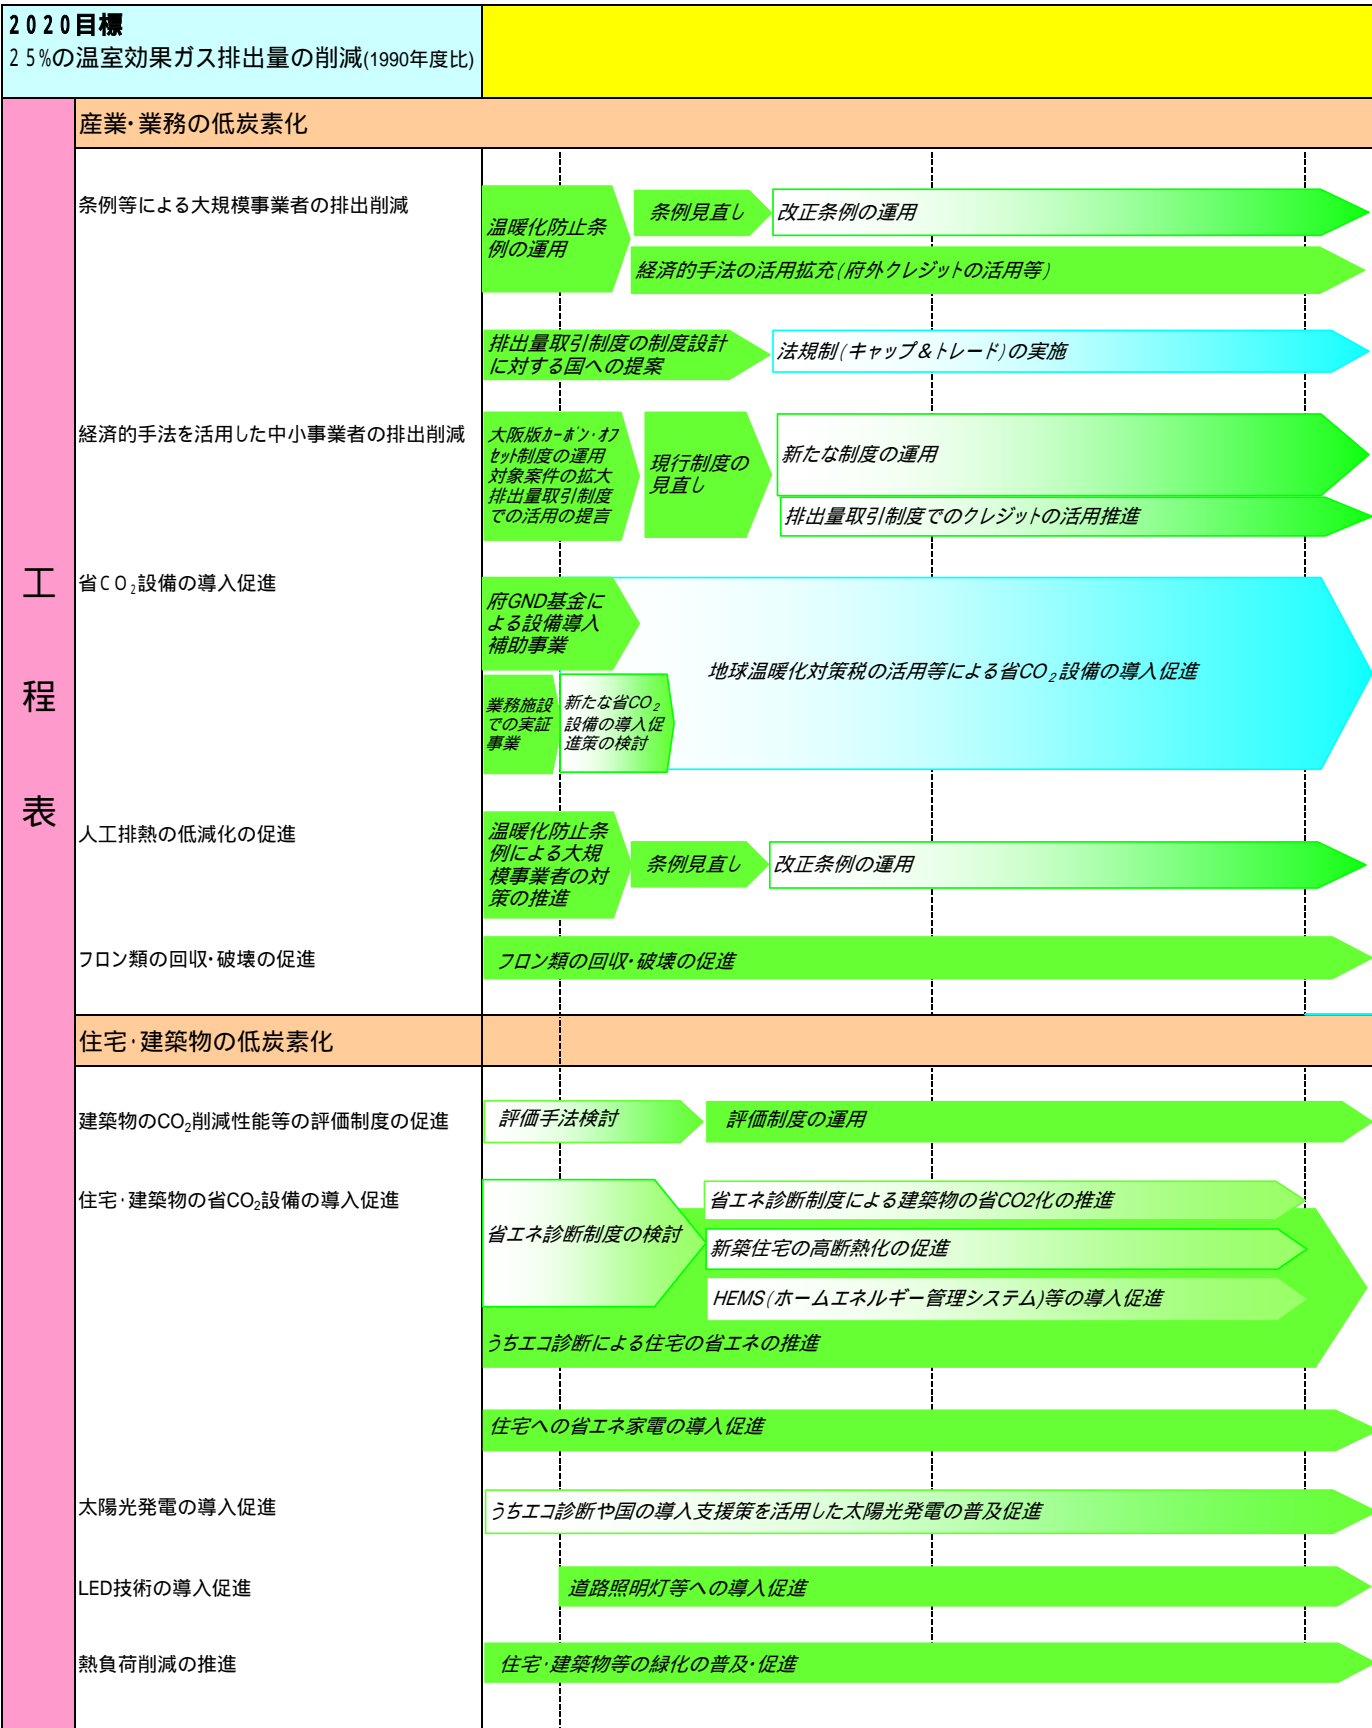 2020目標
25%の温室効果ガス排出量の削減(1990年度比)
工
程
表
産業・業務の低炭素化
条例等による大規模事業者の排出削減
温暖化防止条
例の運用
条例見直し
改正条例の運用
経済的手法の活用拡充(府外クレジットの活用等)
排出量取引制度の制度設計
に対する国への提案
法規制(キャップ&トレード)の実施
経済的手法を活用した中小事業者の排出削減
大阪版カーボン・オフ
セット制度の運用
対象案件の拡大
排出量取引制度
での活用の提言
現行制度の
見直し
新たな制度の運用
排出量取引制度でのクレジットの活用推進
省CO2設備の導入促進
府GND基金に
よる設備導入
補助事業
業務施設
での実証
事業
新たな省CO2
設備の導入促
進策の検討
地球温暖化対策税の活用等による省CO2設備の導入促進
人工排熱の低減化の促進
温暖化防止条
例による大規
模事業者の対
策の推進
条例見直し
改正条例の運用
フロン類の回収・破壊の促進
フロン類の回収・破壊の促進
住宅・建築物の低炭素化
建築物のCO2削減性能等の評価制度の促進
評価手法検討
評価制度の運用
住宅・建築物の省CO2設備の導入促進
省エネ診断制度の検討
省エネ診断制度による建築物の省CO2化の推進
新築住宅の高断熱化の促進
HEMS(ホームエネルギー管理システム)等の導入促進
うちエコ診断による住宅の省エネの推進
住宅への省エネ家電の導入促進
太陽光発電の導入促進
うちエコ診断や国の導入支援策を活用した太陽光発電の普及促進
LED技術の導入促進
道路照明灯等への導入促進
熱負荷削減の推進
住宅・建築物等の緑化の普及・促進